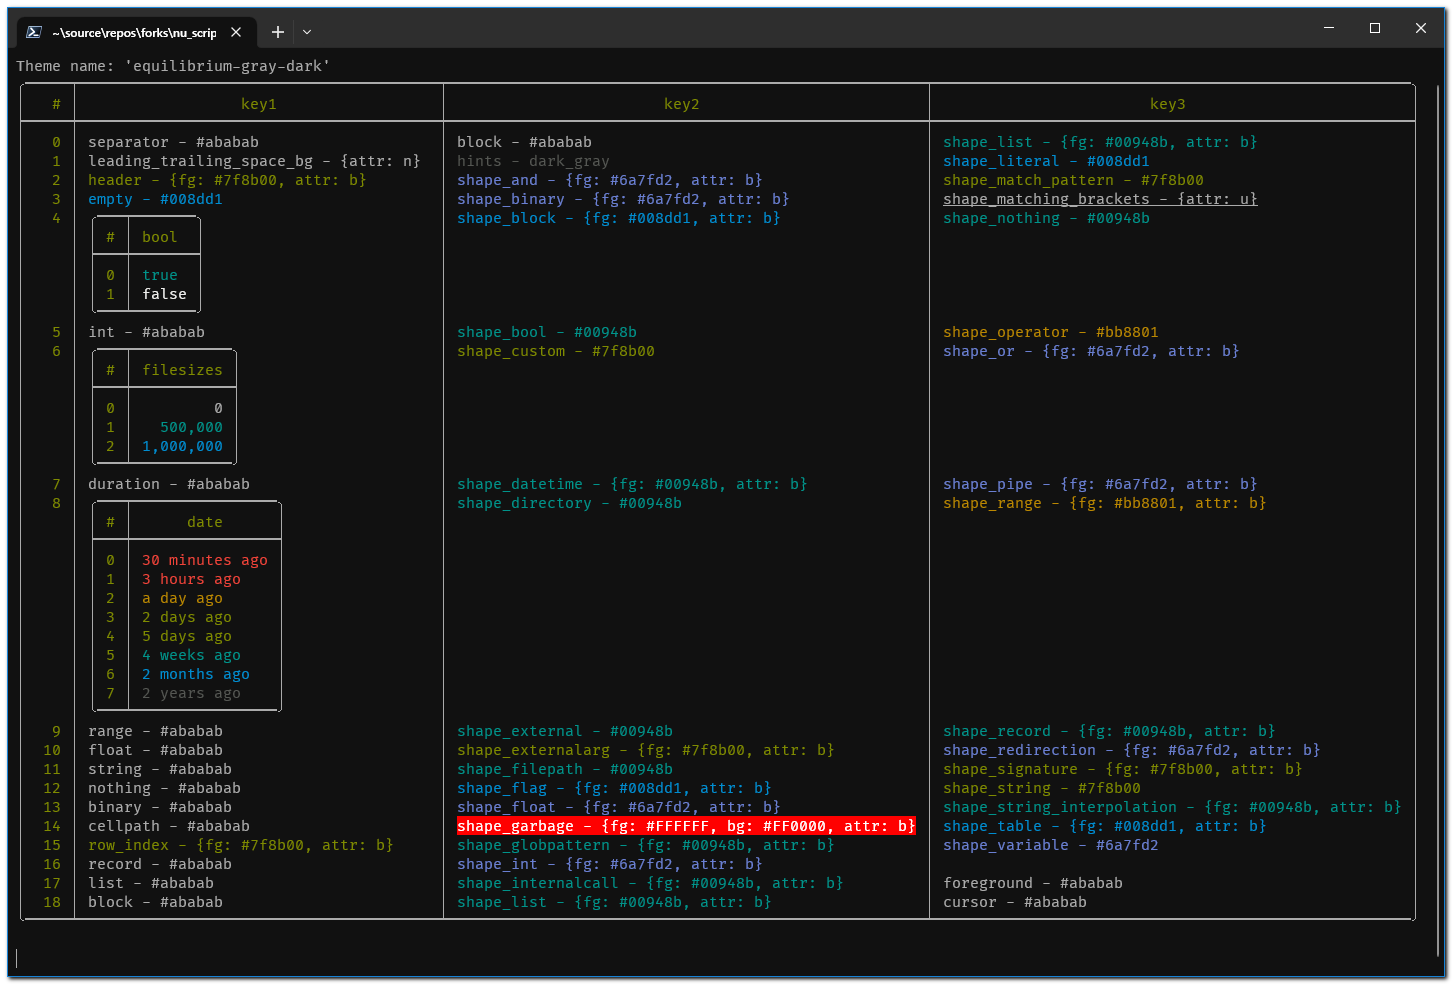 ~\source\repos\forks\nu_scrip
Theme name: 'equilibrium-gray-dark'
# key1 key2 key3
0 separator - #ababab block - #ababab shape_list - {fg: #00948b, attr: b}
1 leading_trailing_space_bg - {attr: n} hints - dark_gray shape_literal - #008dd1
2 header - {fg: #7f8b00, attr: b} shape_and - {fg: #6a7fd2, attr: b} shape_match_pattern - #7f8b00
3 empty - #008dd1 shape_binary - {fg: #6a7fd2, attr: b} shape_matching_brackets - {attr: u}
4 shape_block - {fg: #008dd1, attr: b} shape_nothing - #00948b
# bool
0 true
1 false
5 int - #ababab shape_bool - #00948b shape_operator - #bb8801
6 shape_custom - #7f8b00 shape_or - {fg: #6a7fd2, attr: b}
# filesizes
0 0
1 500,000
2 1,000,000
7 duration - #ababab shape_datetime - {fg: #00948b, attr: b} shape_pipe - {fg: #6a7fd2, attr: b}
8 shape_directory - #00948b shape_range - {fg: #bb8801, attr: b}
# date
0 30 minutes ago
1 3 hours ago
2 a day ago
3 2 days ago
4 5 days ago
5 4 weeks ago
6 2 months ago
7 2 years ago
9 range - #ababab shape_external - #00948b shape_record - {fg: #00948b, attr: b}
10 float - #ababab shape_externalarg - {fg: #7f8b00, attr: b} shape_redirection - {fg: #6a7fd2, attr: b}
11 string - #ababab shape_filepath - #00948b shape_signature - {fg: #7f8b00, attr: b}
12 nothing - #ababab shape_flag - {fg: #008dd1, attr: b} shape_string - #7f8b00
13 binary - #ababab shape_float - {fg: #6a7fd2, attr: b} shape_string_interpolation - {fg: #00948b, attr: b}
14 cellpath - #ababab shape_garbage - {fg: #FFFFFF, bg: #FF0000, attr: b} shape_table - {fg: #008dd1, attr: b}
15 row_index - {fg: #7f8b00, attr: b} shape_globpattern - {fg: #00948b, attr: b} shape_variable - #6a7fd2
16 record - #ababab shape_int - {fg: #6a7fd2, attr: b}
17 list - #ababab shape_internalcall - {fg: #00948b, attr: b} foreground - #ababab
18 block - #ababab shape_list - {fg: #00948b, attr: b} cursor - #ababab